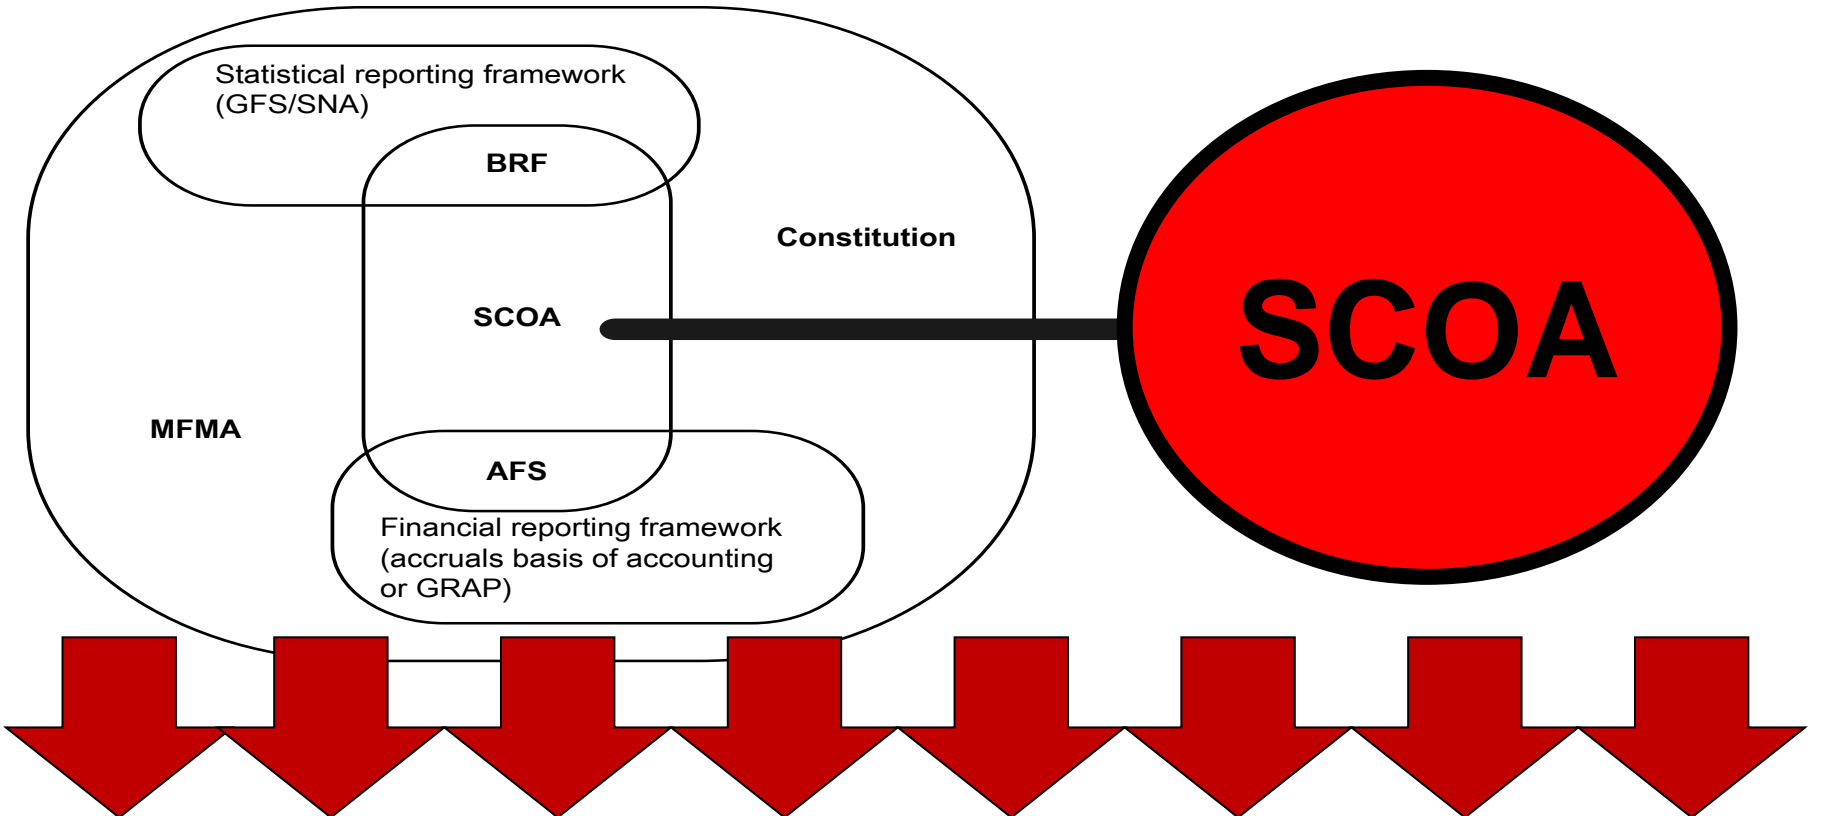 Statistical reporting framework
(GFS/SNA)
BRF
Constitution
SCOA
SCOA
MFMA
AFS
Financial reporting framework
(accruals basis of accounting
or GRAP)